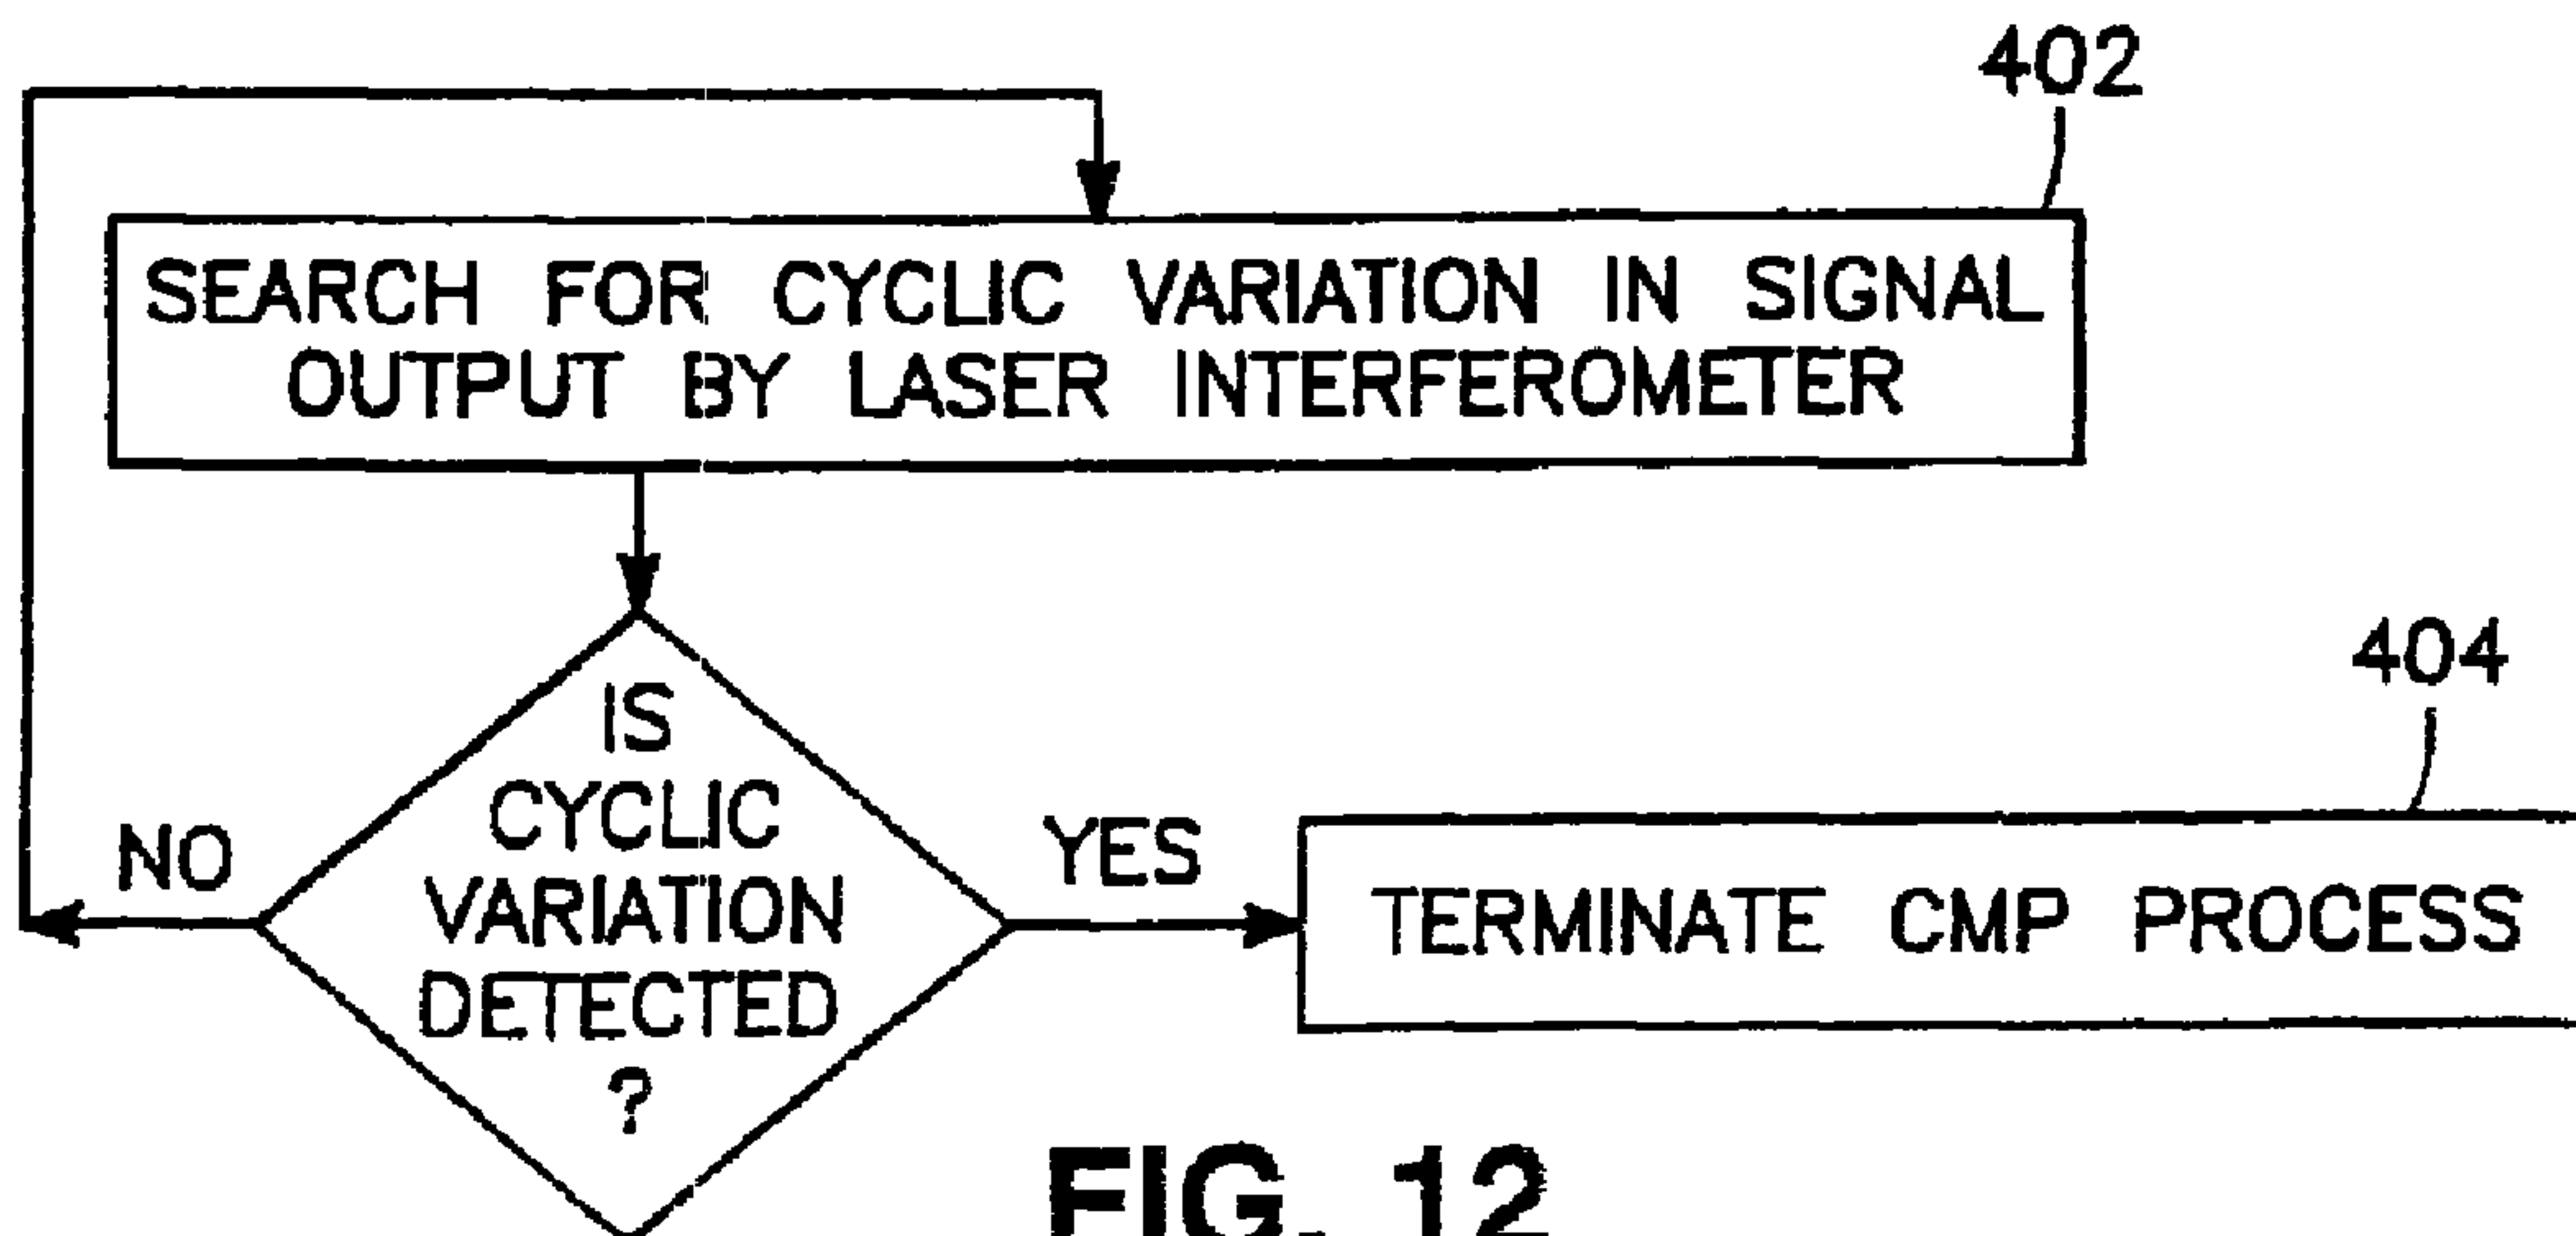 402
SEARCH FOR CYCLIC VARIATION IN SIGNAL
OUTPUT BY LASER INTERFEROMETER
IS
CYCLIC
VARIATION
DETECTED
?
NO
YES
404
TERMINATE CMP PROCESS
FIG. 12